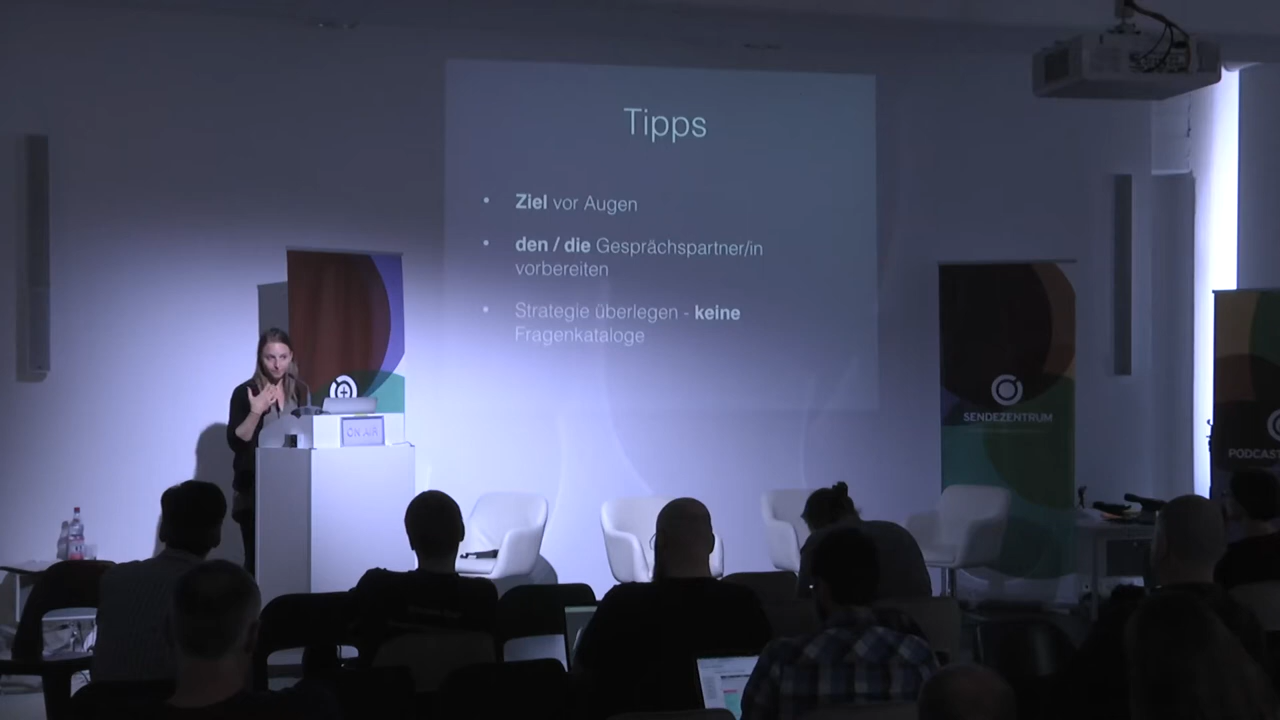 Tipps
• Ziel vor Augen
• den / die Gesprächspartner/in
vorbereiten
• Strategie überlegen - keine
Fragenkataloge
ON AIR
SENDEZENTRUM
PODCAST